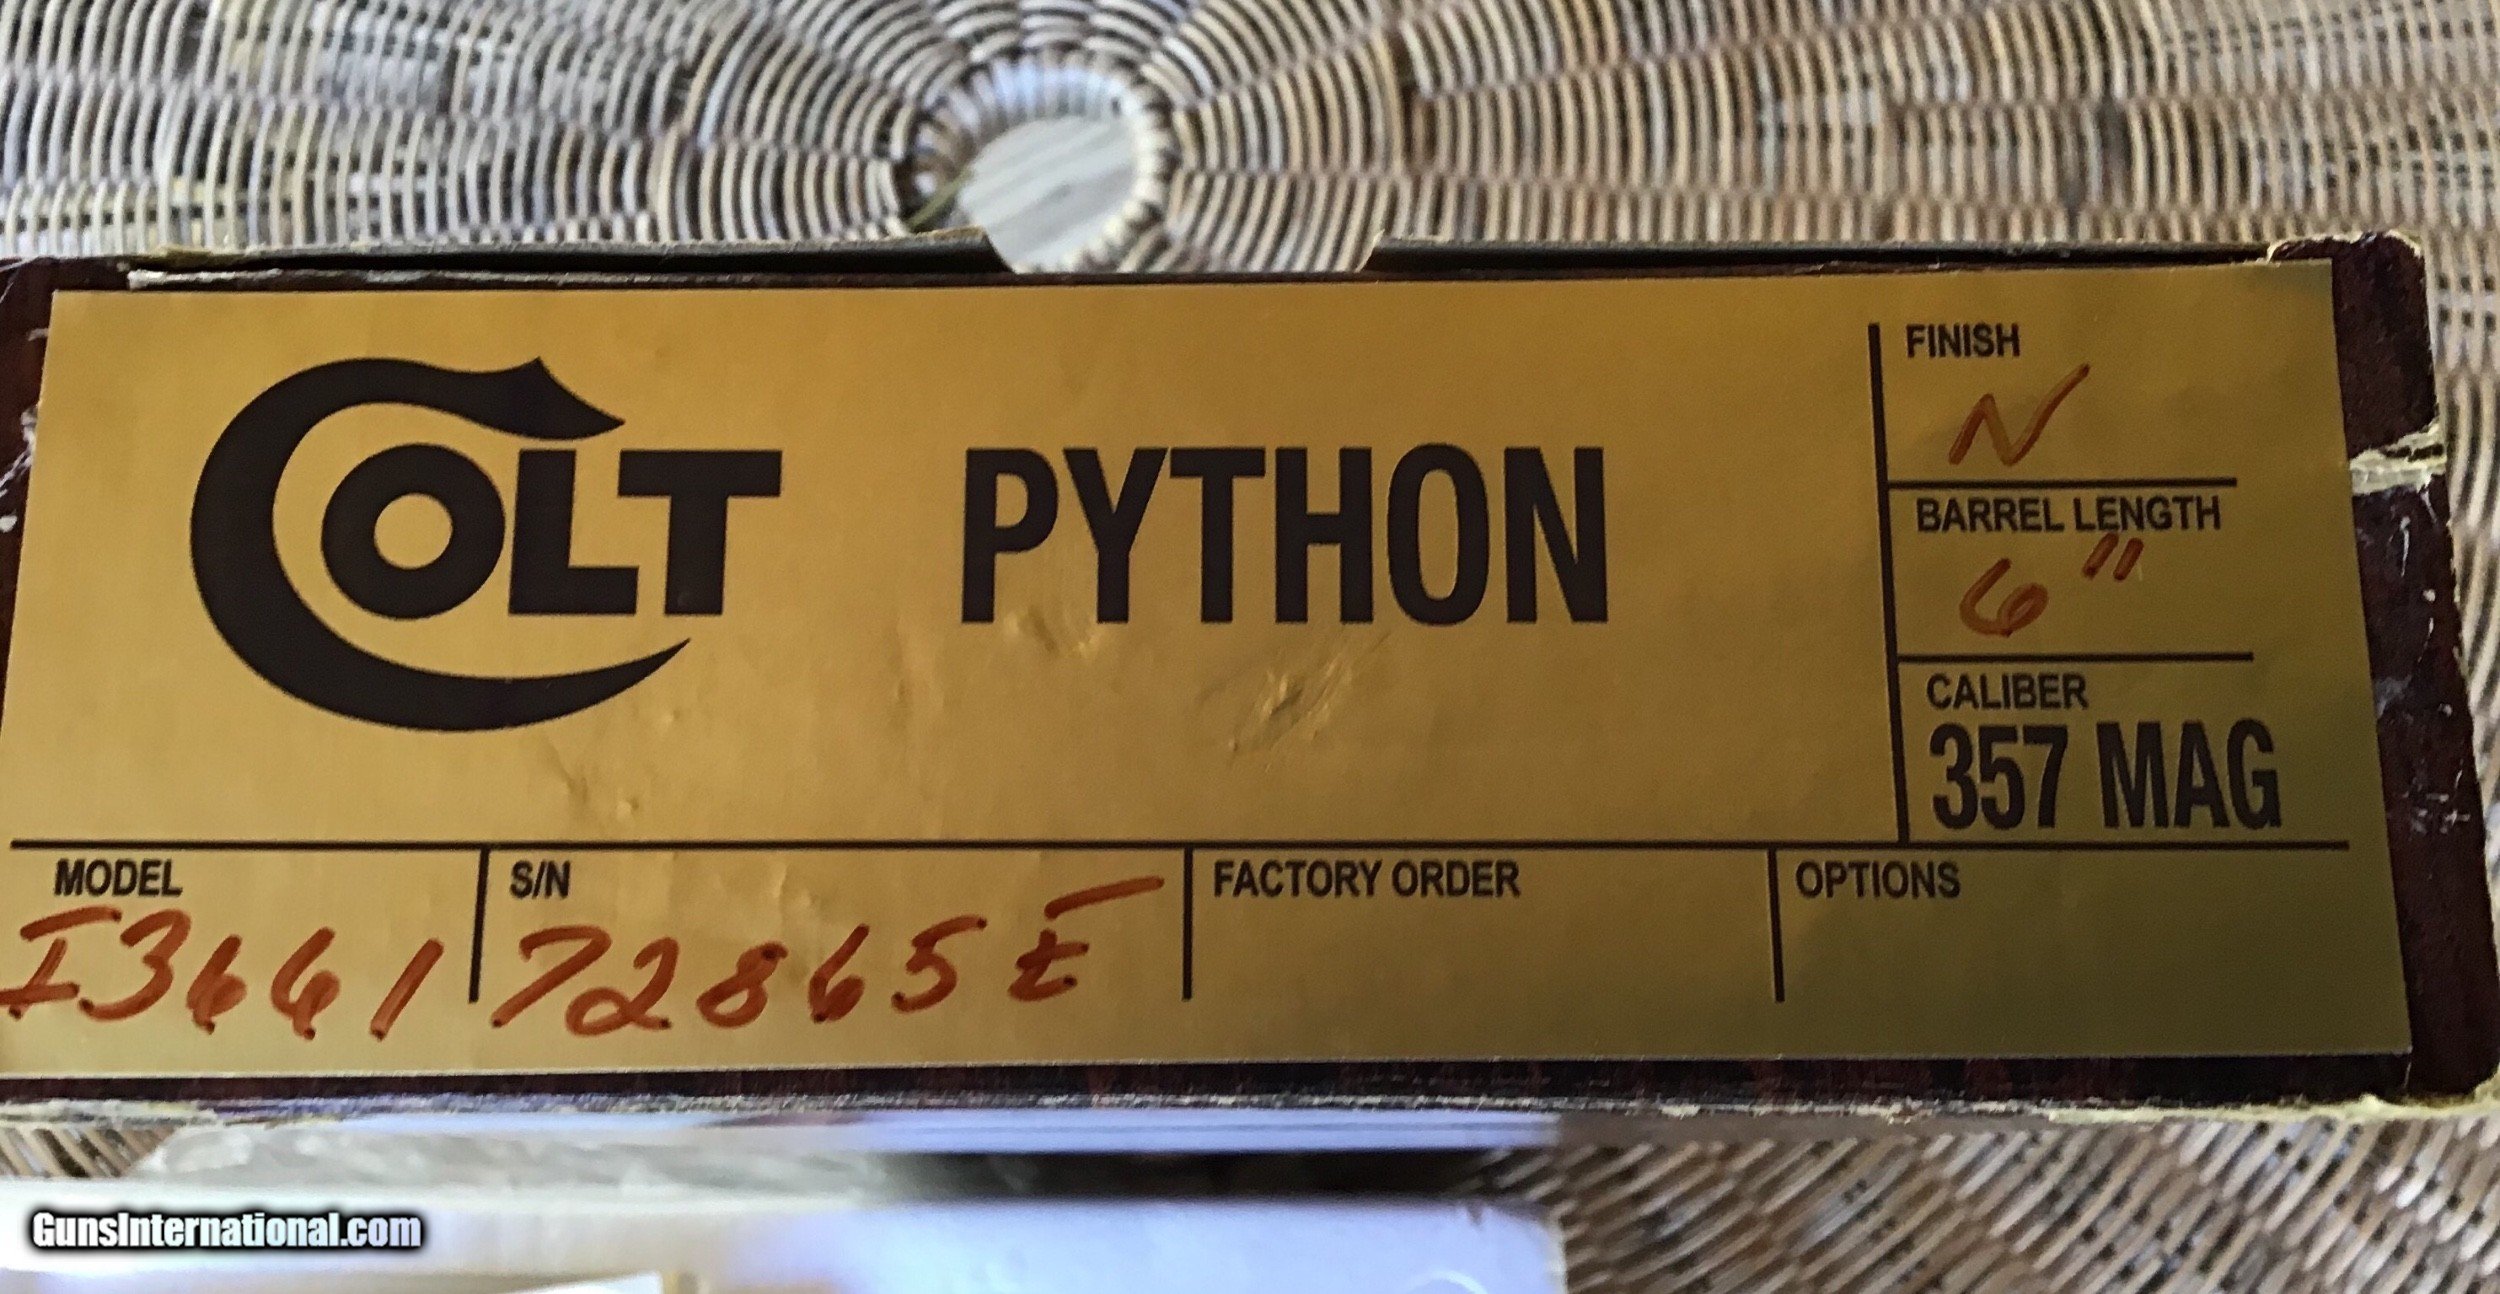 COLT PYTHON
FINISH
N
BARREL LENGTH
6"
CALIBER
357 MAG
MODEL
I3661
S/N
72865E
FACTORY ORDER
OPTIONS
GunsInternational.com